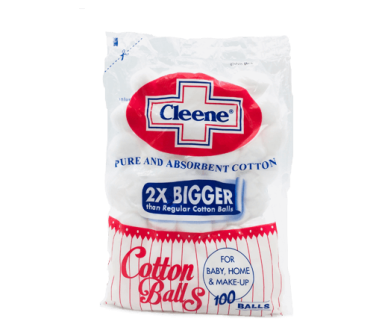 Cleene®
PURE AND ABSORBENT COTTON
2X BIGGER
than Regular Cotton Balls
Cotton
Balls
FOR
BABY, HOME
& MAKE-UP
100 BALLS